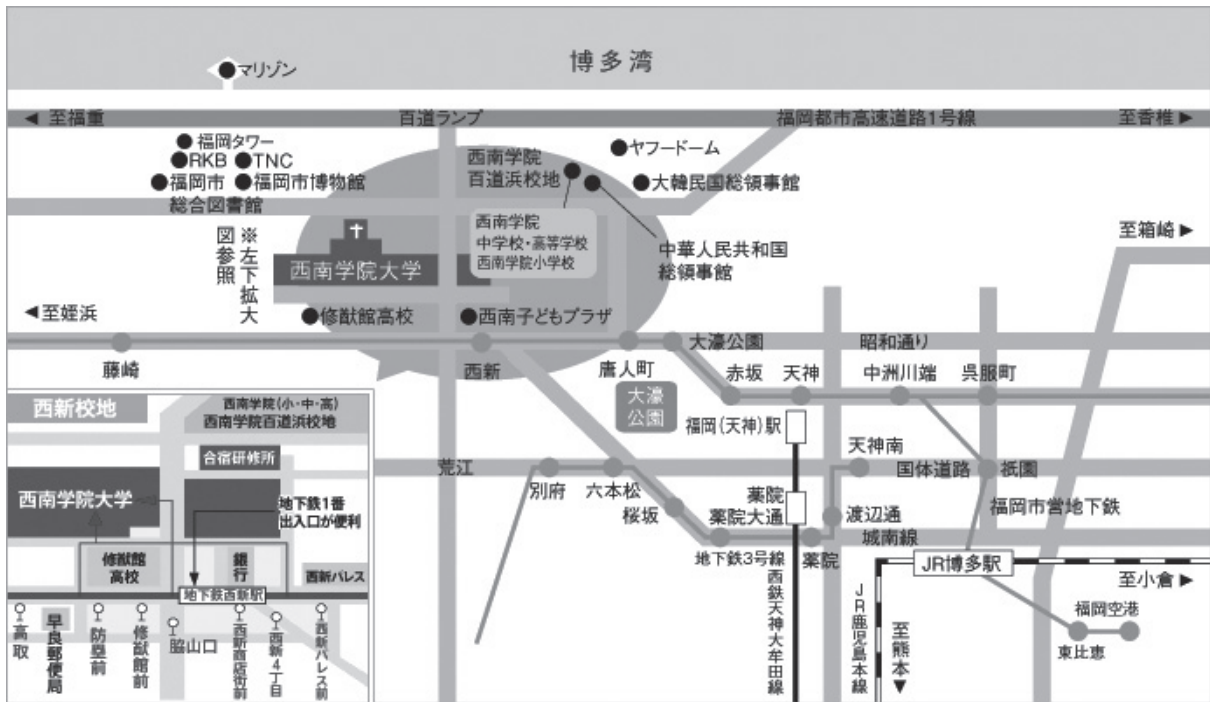 博多湾
マリゾン
至福重
百道ランプ
福岡都市高速道路1号線
至香椎
福岡タワー
RKB
TNC
福岡市
総合図書館
福岡市博物館
西南学院
百道浜校地
ヤフードーム
大韓民国総領事館
西南学院
中学校・高等学校
西南学院小学校
中華人民共和国
総領事館
至箱崎
※左下拡大
図参照
西南学院大学
至姪浜
修猷館高校
西南子どもプラザ
藤崎
西新
唐人町
大濠公園
昭和通り
大濠
公園
赤坂
天神
中洲川端
呉服町
福岡(天神)駅
天神南
荒江
別府
六本松
桜坂
薬院
薬院大通
渡辺通
国体道路
祇園
福岡市営地下鉄
城南線
地下鉄3号線
薬院
西鉄天神大牟田線
JR鹿児島本線
至熊本
JR博多駅
至小倉
福岡空港
東比恵
西新校地
西南学院(小・中・高)
西南学院百道浜校地
合宿研修所
西南学院大学
地下鉄1番
出入口が便利
修猷館
高校
銀行
西新パレス
地下鉄西新駅
高取
早良郵便局
防塁前
修猷館前
脇山口
西新商店街前
西新4丁目
西新パレス前